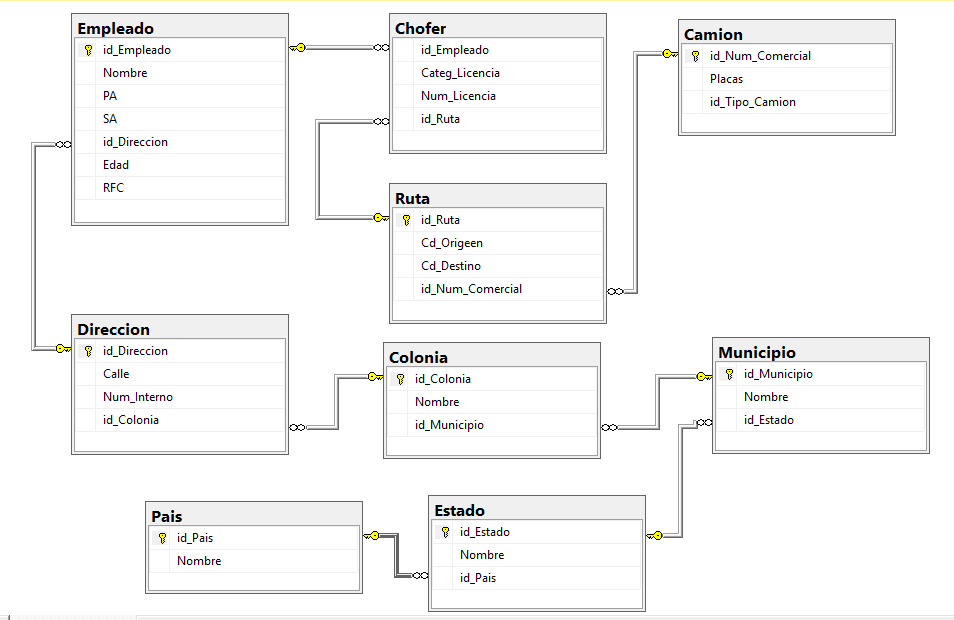 Empleado
id_Empleado
Nombre
PA
SA
id_Direccion
Edad
RFC
Chofer
id_Empleado
Categ_Licencia
Num_Licencia
id_Ruta
Camion
id_Num_Comercial
Placas
id_Tipo_Camion
Ruta
id_Ruta
Cd_Origeen
Cd_Destino
id_Num_Comercial
Direccion
id_Direccion
Calle
Num_Interno
id_Colonia
Colonia
id_Colonia
Nombre
id_Municipio
Municipio
id_Municipio
Nombre
id_Estado
Pais
id_Pais
Nombre
Estado
id_Estado
Nombre
id_Pais